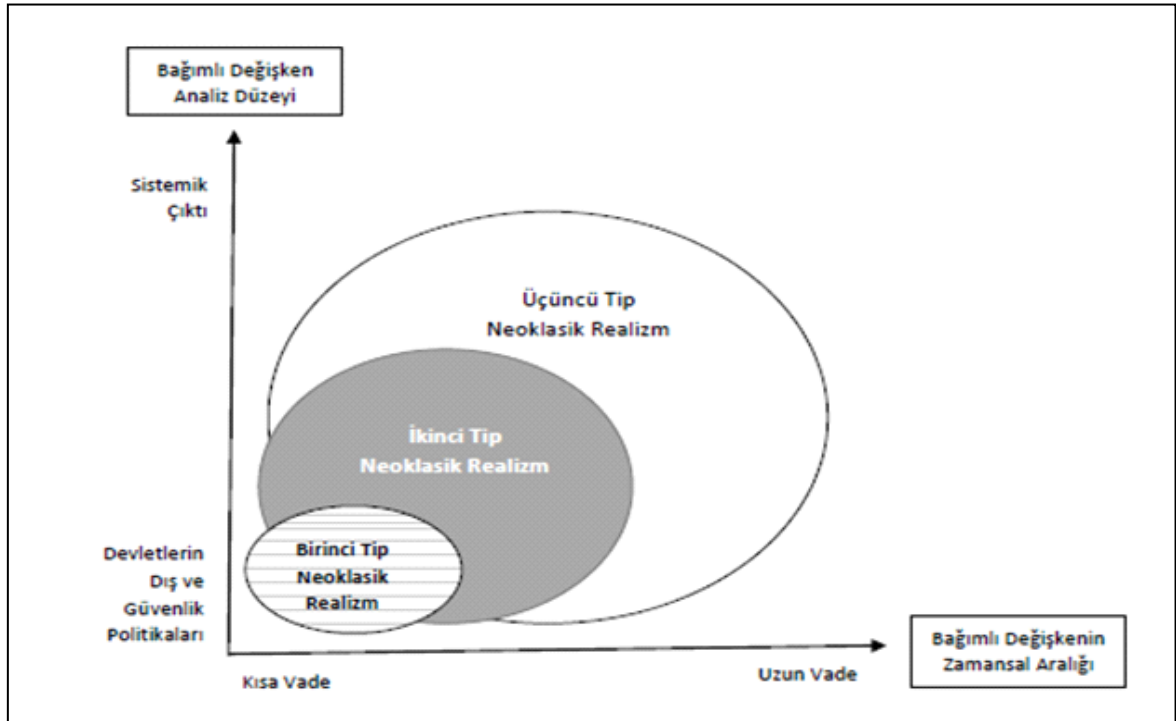 Bağımlı Değişken
Analiz Düzeyi
Sistemik
Çıktı
Üçüncü Tip
Neoklasik Realizm
İkinci Tip
Neoklasik Realizm
Birinci Tip
Neoklasik
Realizm
Devletlerin
Dış ve
Güvenlik
Politikaları
Kısa Vade
Uzun Vade
Bağımlı Değişkenin
Zamansal Aralığı